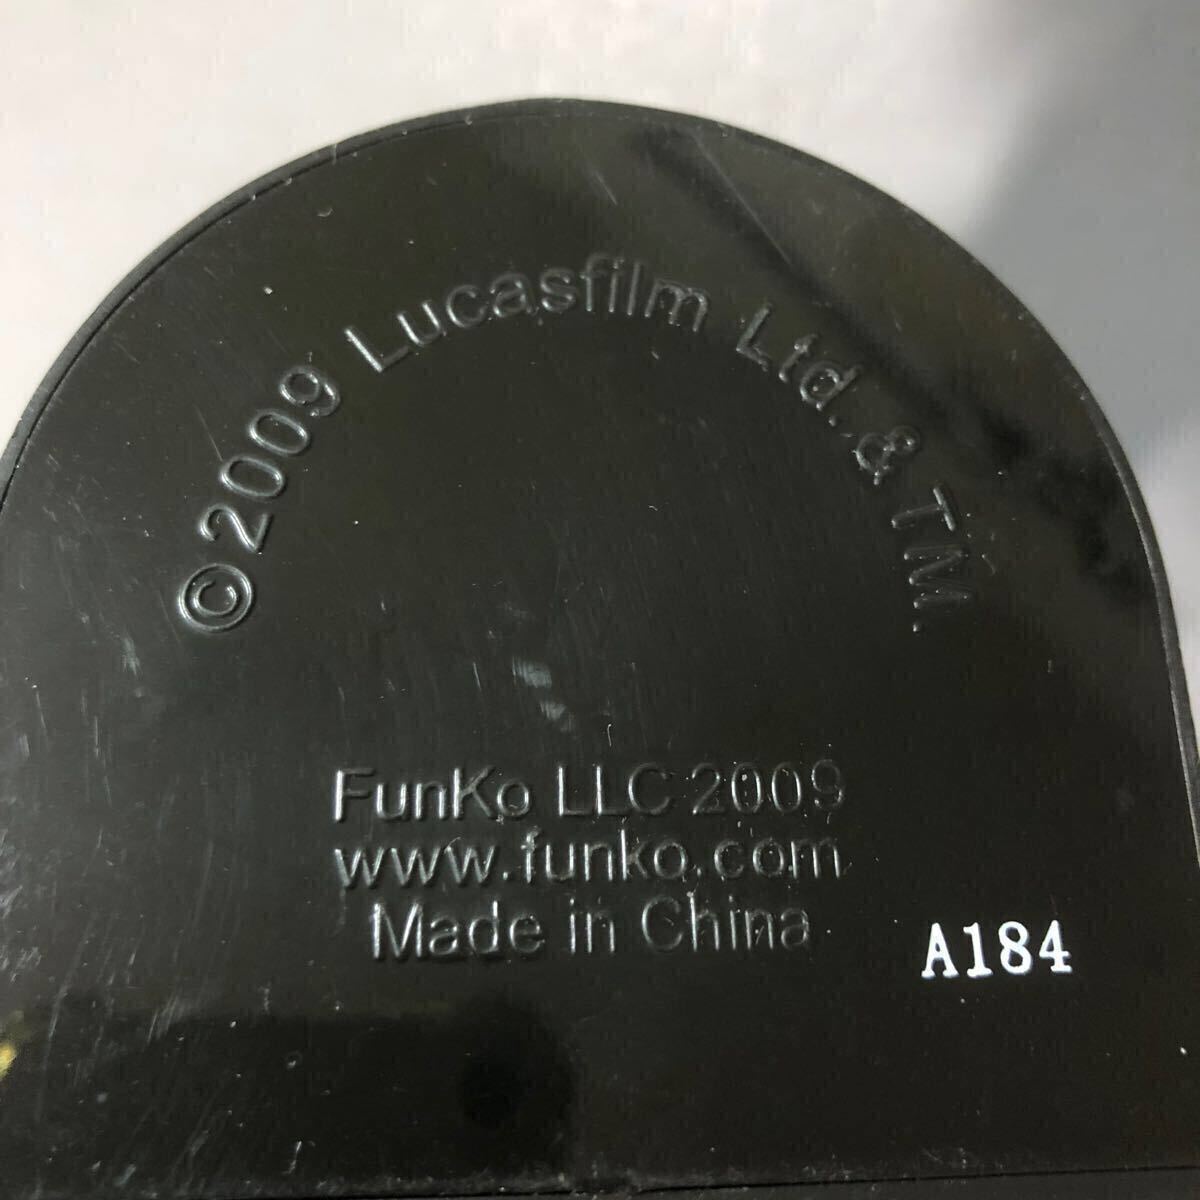 ©2009 Lucasfilm Ltd. & TM.
FunKo LLC 2009
www.funko.com
Made in China
A184